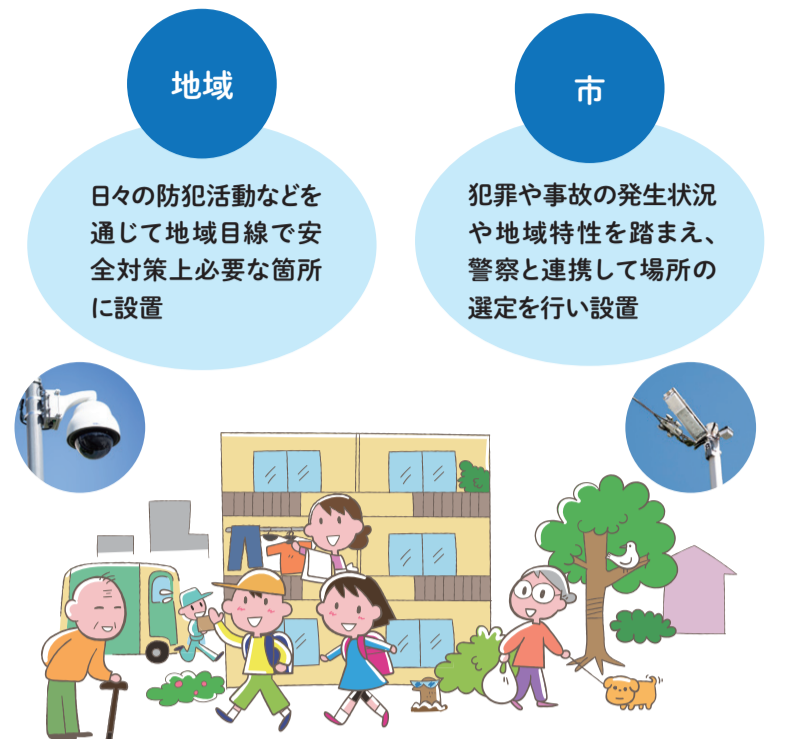 地域
日々の防犯活動などを
通じて地域目線で安
全対策上必要な箇所
に設置
市
犯罪や事故の発生状況
や地域特性を踏まえ、
警察と連携して場所の
選定を行い設置